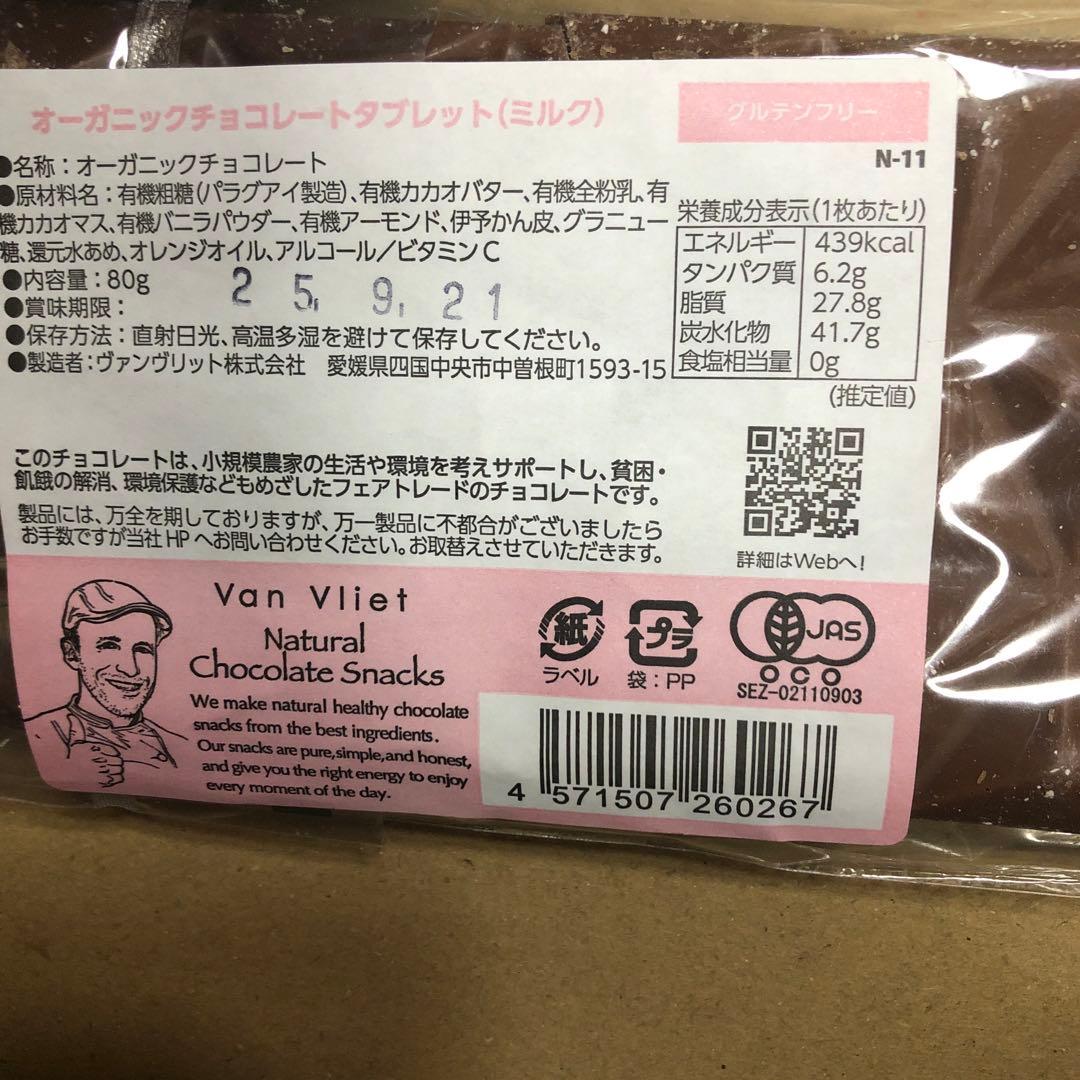 オーガニックチョコレートタブレット(ミルク)
グルテンフリー
N-11
●名称：オーガニックチョコレート
●原材料名：有機粗糖(パラグアイ製造)、有機カカオバター、有機全粉乳、有
機カカオマス、有機バニラパウダー、有機アーモンド、伊予かん皮、グラニュー
糖、還元水あめ、オレンジオイル、アルコール／ビタミンC
●内容量：80g
●賞味期限：
25. 9. 21
●保存方法：直射日光、高温多湿を避けて保存してください。
●製造者：ヴァンヴリット株式会社 愛媛県四国中央市中曽根町1593-15
栄養成分表示(1枚あたり)
エネルギー 439kcal
タンパク質 6.2g
脂質 27.8g
炭水化物 41.7g
食塩相当量 0g
(推定値)
このチョコレートは、小規模農家の生活や環境を考えサポートし、貧困・
飢餓の解消、環境保護などもめざしたフェアトレードのチョコレートです。
製品には、万全を期しておりますが、万一製品に不都合がございましたら
お手数ですが当社HPへお問い合わせください。お取替えさせていただきます。
詳細はWebへ!
Van Vliet
Natural
Chocolate Snacks
We make natural healthy chocolate
snacks from the best ingredients.
Our snacks are pure,simple,and honest,
and give you the right energy to enjoy
every moment of the day.
紙
ラベル
プラ
袋：PP
JAS
OCO
SEZ-02110903
4 571507 260267